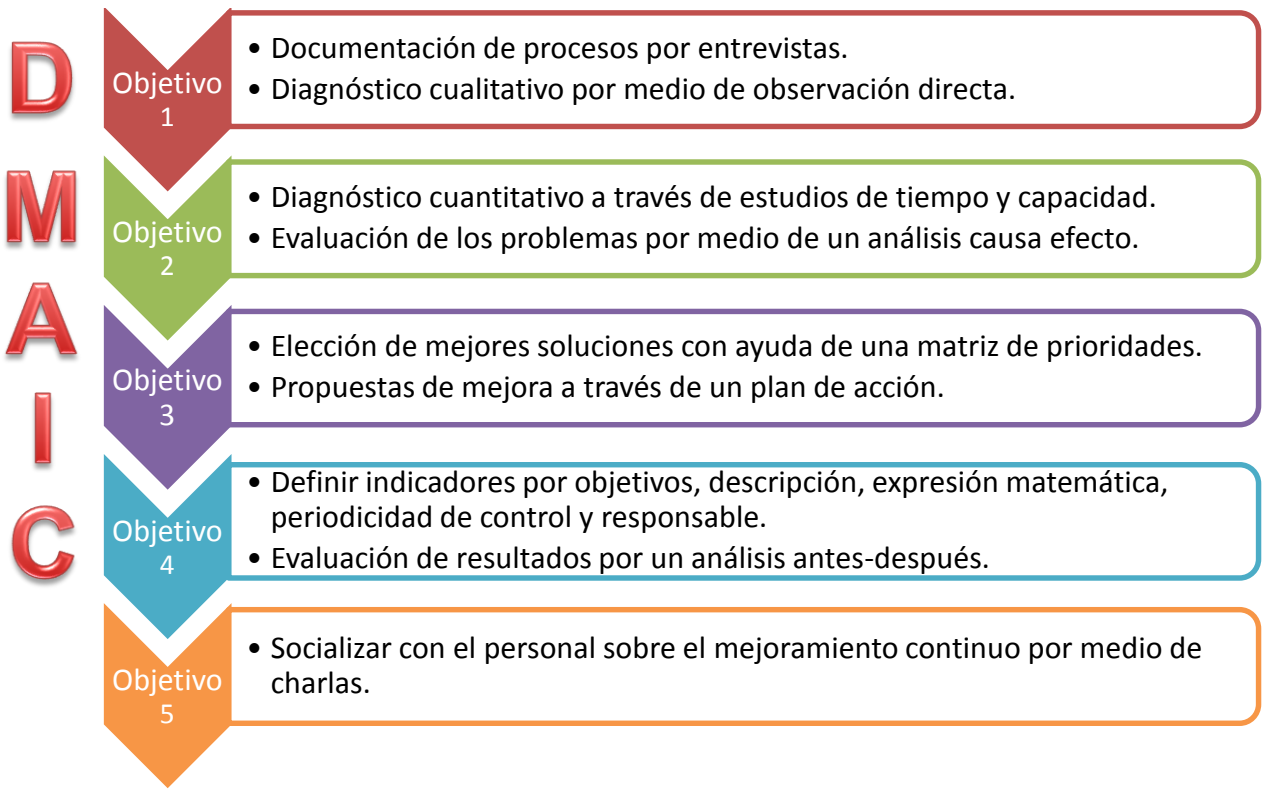 D
M
A
I
C
Objetivo
1
• Documentación de procesos por entrevistas.
• Diagnóstico cualitativo por medio de observación directa.
Objetivo
2
• Diagnóstico cuantitativo a través de estudios de tiempo y capacidad.
• Evaluación de los problemas por medio de un análisis causa efecto.
Objetivo
3
• Elección de mejores soluciones con ayuda de una matriz de prioridades.
• Propuestas de mejora a través de un plan de acción.
Objetivo
4
• Definir indicadores por objetivos, descripción, expresión matemática,
periodicidad de control y responsable.
• Evaluación de resultados por un análisis antes-después.
Objetivo
5
• Socializar con el personal sobre el mejoramiento continuo por medio de
charlas.